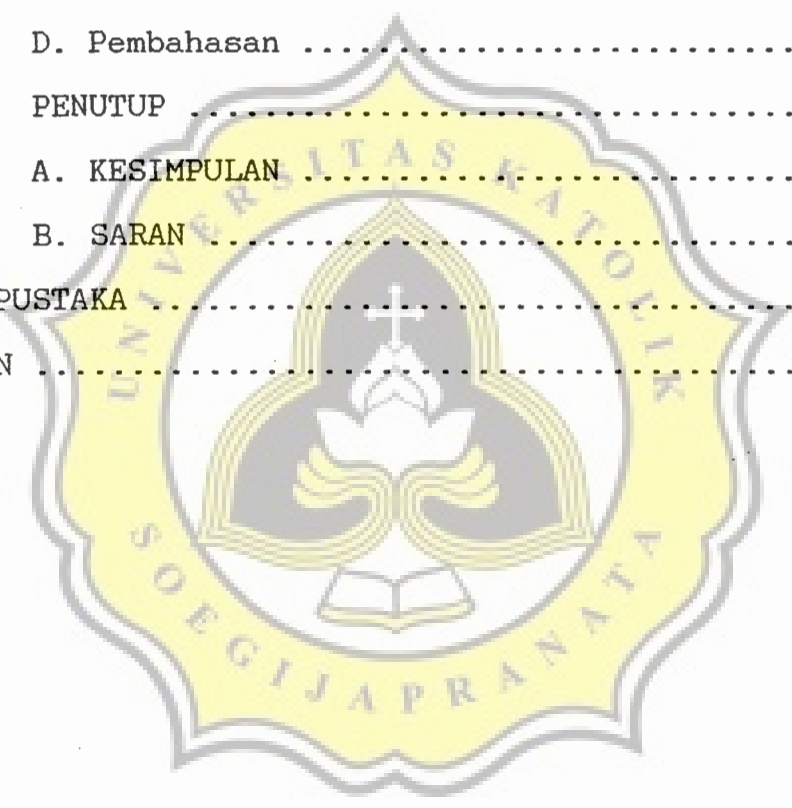 D. Pembahasan ................................
PENUTUP .......................................
A. KESIMPULAN ................................
B. SARAN ......................................
PUSTAKA ........................................
N ...............................................
UNIVERSITAS KATOLIK
SOEGIJAPRANATA